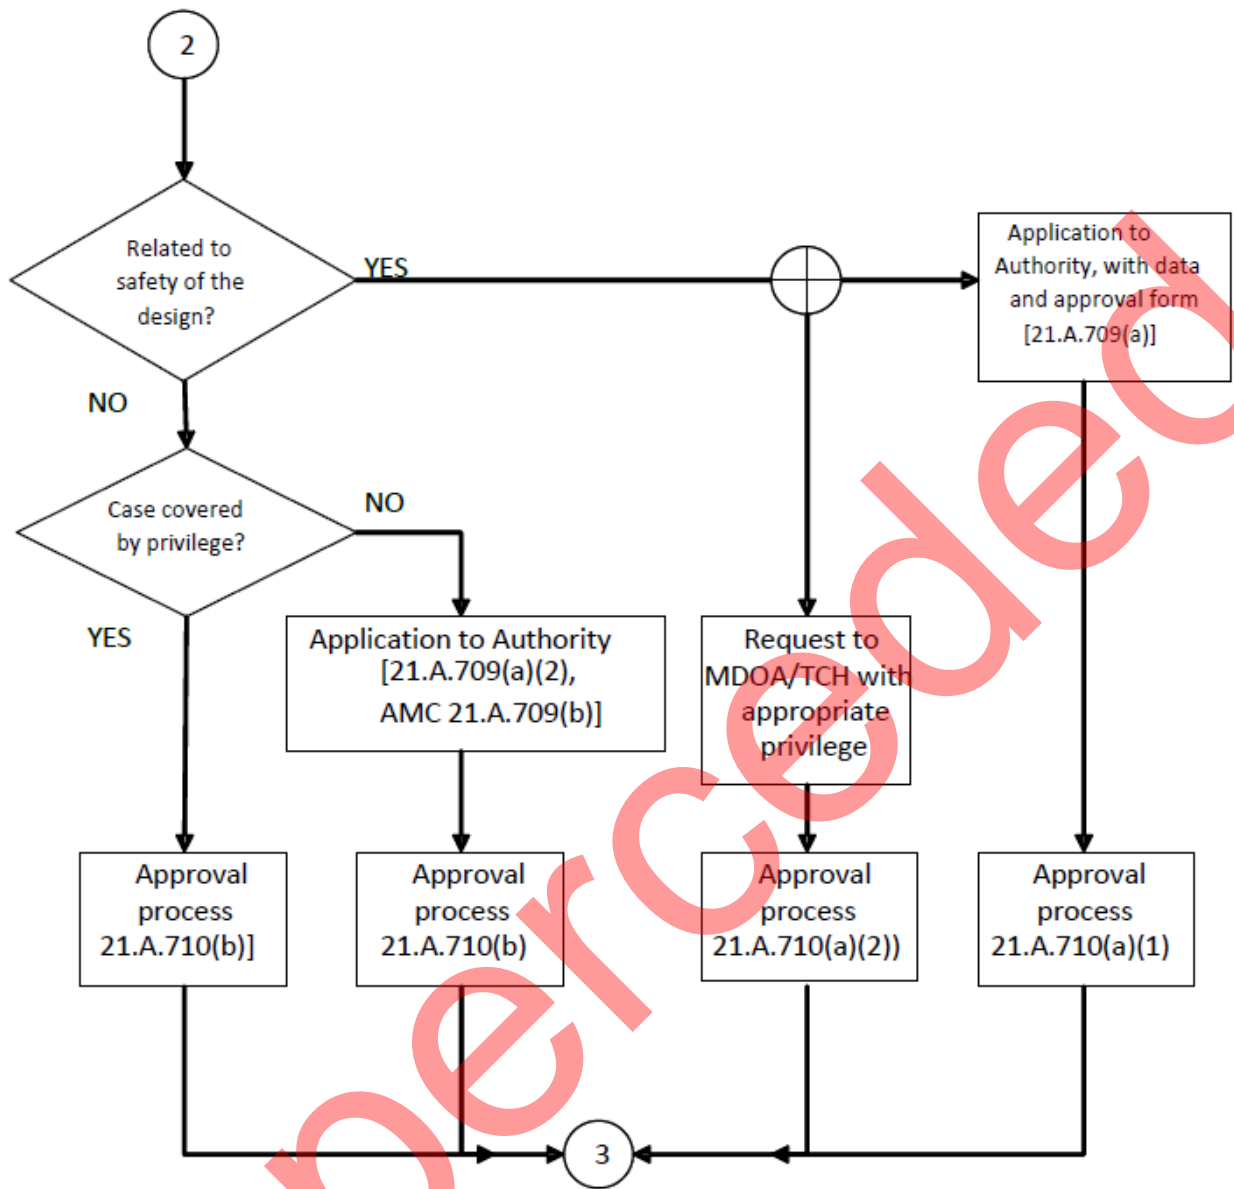 2
Related to
safety of the
design?
YES
Application to
Authority, with data
and approval form
[21.A.709(a)]
NO
Case covered
by privilege?
NO
YES
Application to Authority
[21.A.709(a)(2),
AMC 21.A.709(b)]
Request to
MDOA/TCH with
appropriate
privilege
Approval
process
21.A.710(b)]
Approval
process
21.A.710(b)
Approval
process
21.A.710(a)(2))
Approval
process
21.A.710(a)(1)
3
perceded